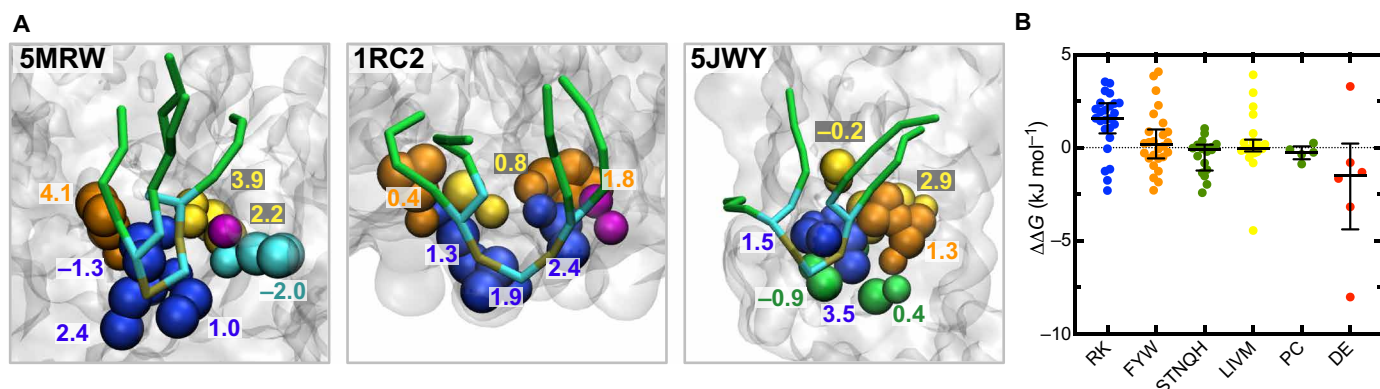 A
B
5MRW
1RC2
5JWY
4.1
3.9
2.2
–1.3
–2.0
2.4
1.0
0.4
0.8
1.8
1.3
2.4
1.9
–0.2
2.9
1.5
1.3
–0.9
3.5
0.4
ΔΔG (kJ mol⁻¹)
5
0
–5
–10
RK
FYW
STNQH
LIVM
PC
DE